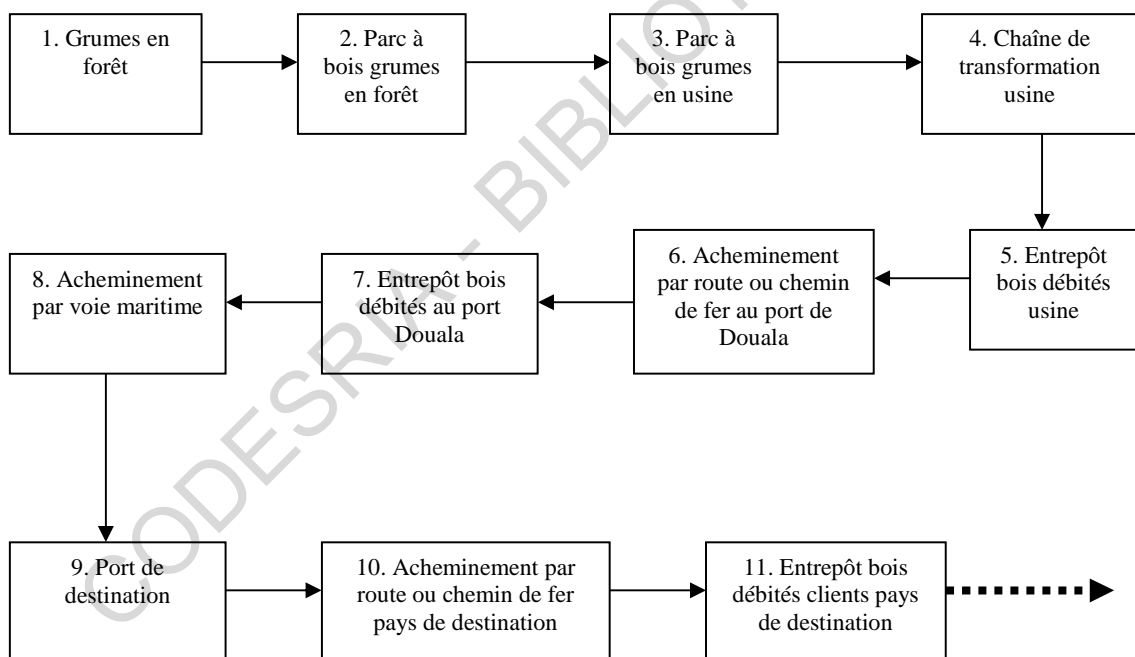 1. Grumes en
forêt
2. Parc à
bois grumes
en forêt
3. Parc à
bois grumes
en usine
4. Chaîne de
transformation
usine
5. Entrepôt
bois débités
usine
6. Acheminement
par route ou chemin
de fer au port de
Douala
7. Entrepôt bois
débités au port
Douala
8. Acheminement
par voie maritime
9. Port de
destination
10. Acheminement par
route ou chemin de fer
pays de destination
11. Entrepôt bois
débités clients pays
de destination
CODESRIA - BIBLIO